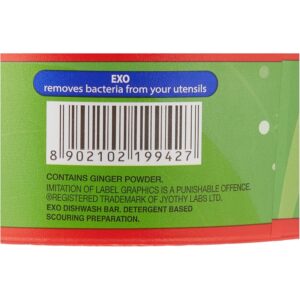 EXO
removes bacteria from your utensils
8 902102 199427
CONTAINS GINGER POWDER.
IMITATION OF LABEL GRAPHICS IS A PUNISHABLE OFFENCE.
®REGISTERED TRADEMARK OF JYOTHY LABS LTD.
EXO DISHWASH BAR. DETERGENT BASED
SCOURING PREPARATION.